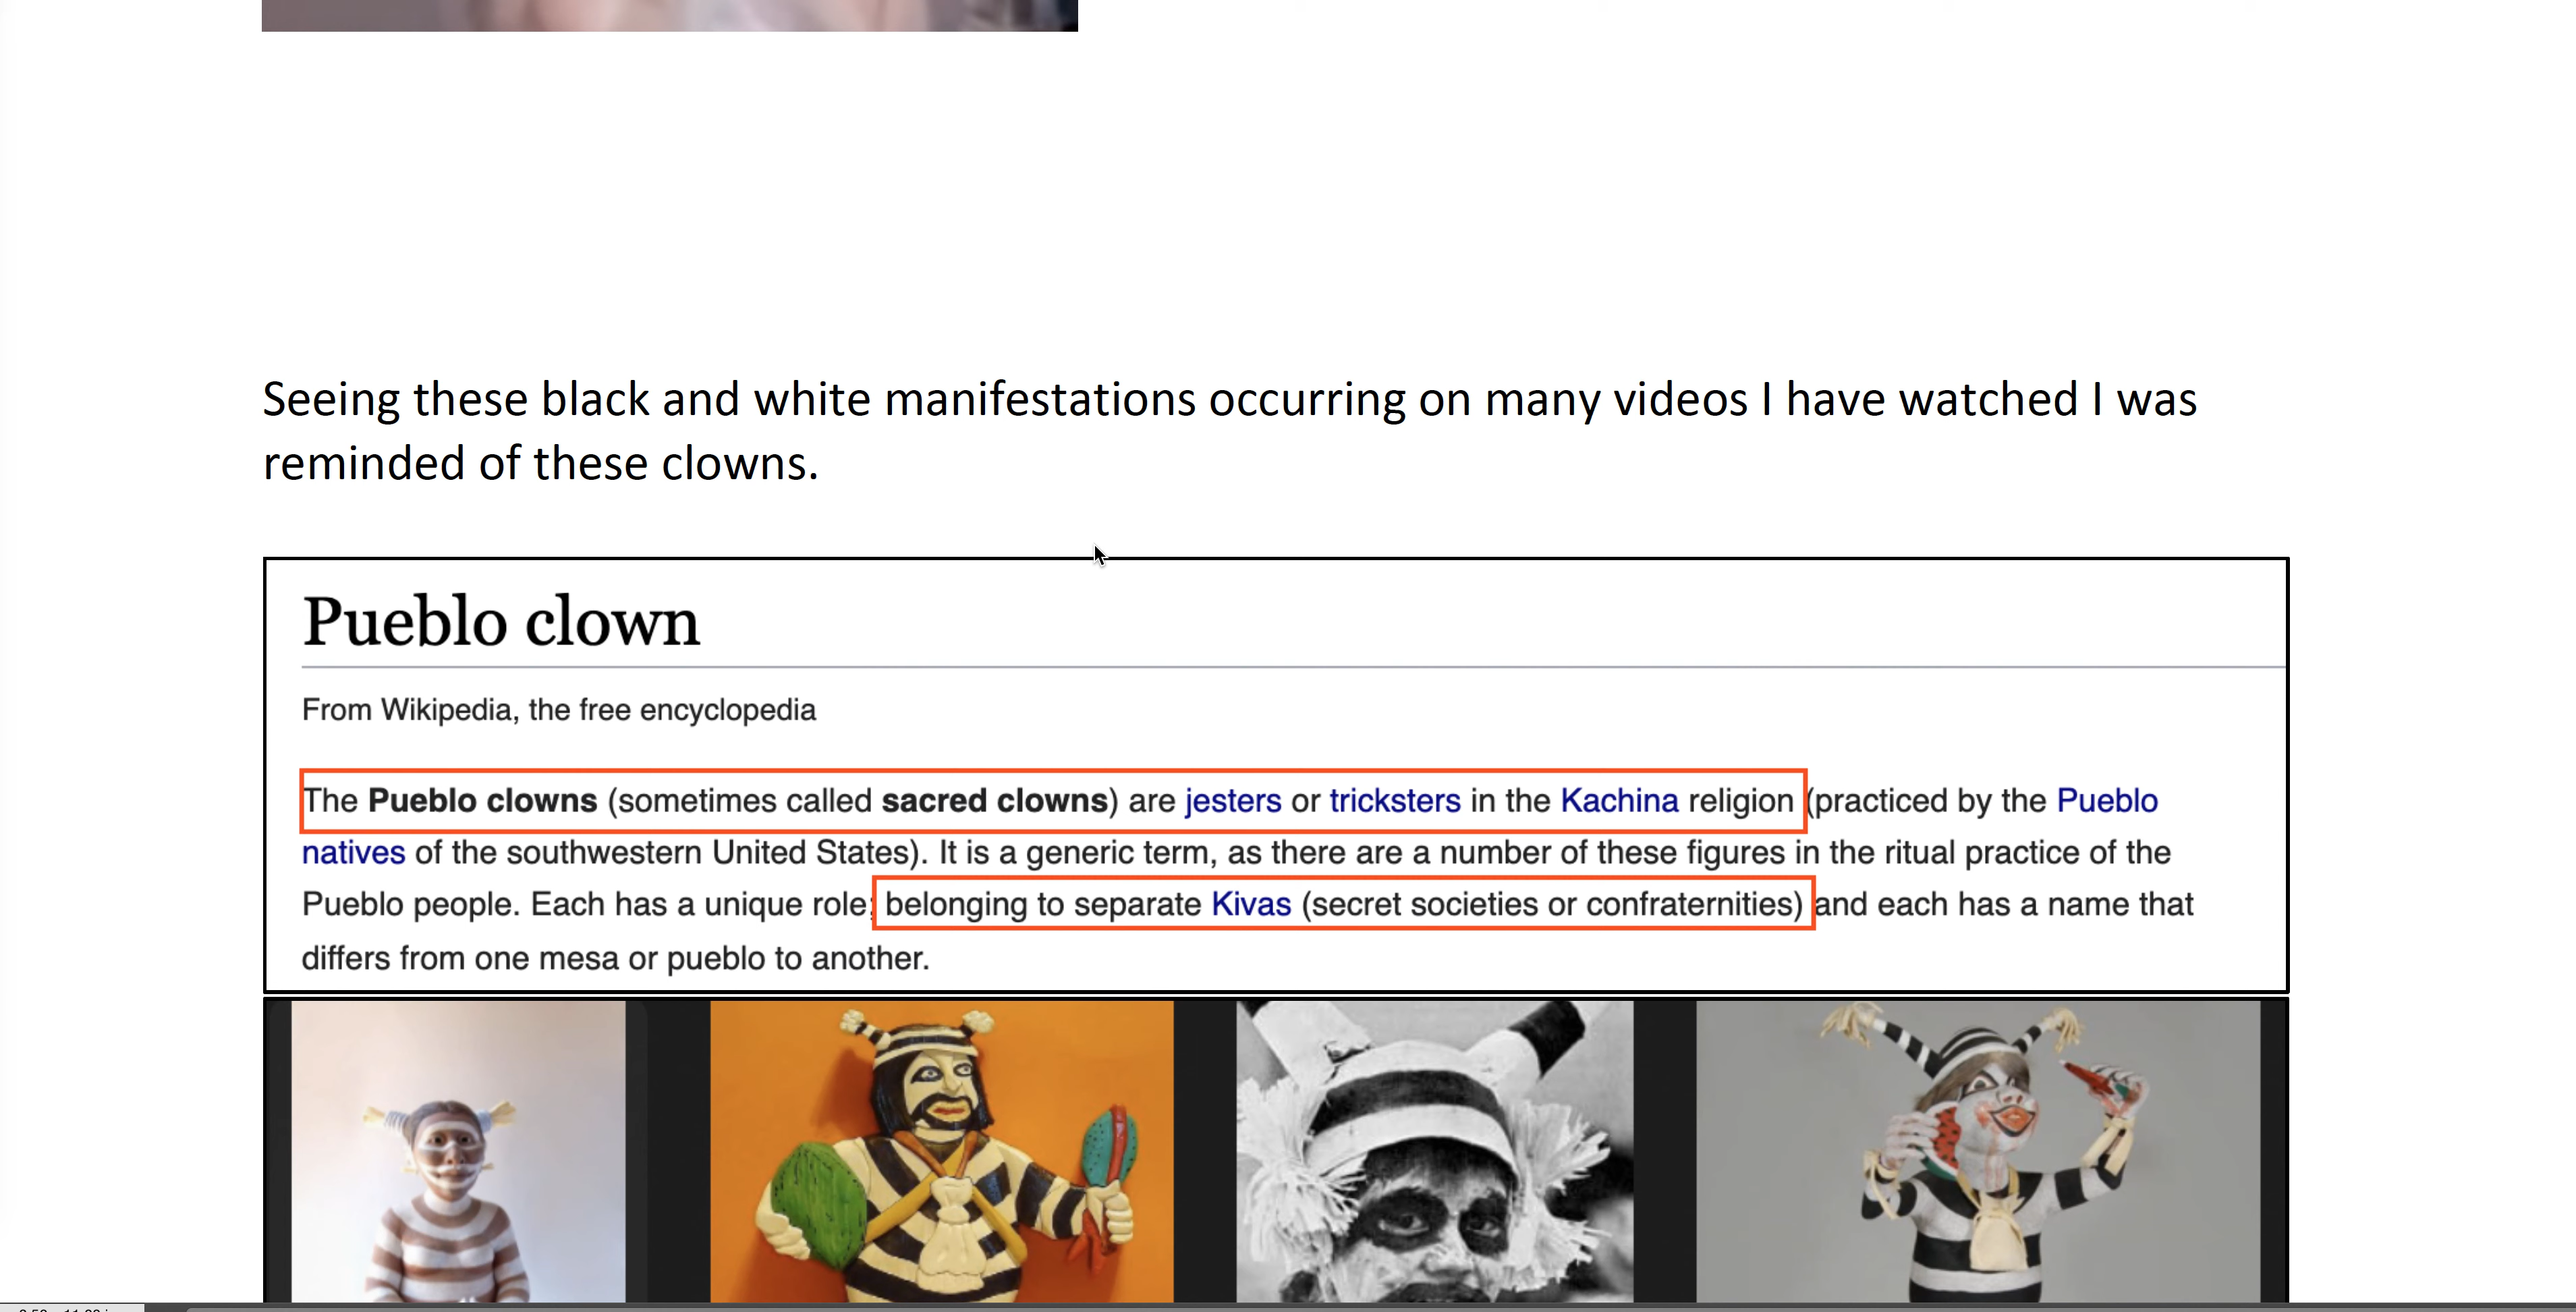 Seeing these black and white manifestations occurring on many videos I have watched I was
reminded of these clowns.
Pueblo clown
From Wikipedia, the free encyclopedia
The Pueblo clowns (sometimes called sacred clowns) are jesters or tricksters in the Kachina religion (practiced by the Pueblo
natives of the southwestern United States). It is a generic term, as there are a number of these figures in the ritual practice of the
Pueblo people. Each has a unique role; belonging to separate Kivas (secret societies or confraternities) and each has a name that
differs from one mesa or pueblo to another.